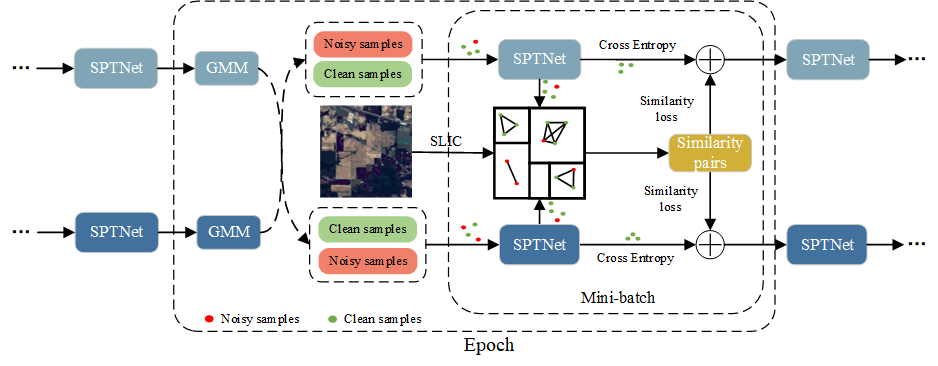 Noisy samples
Clean samples
...
SPTNet
GMM
SPTNet
Cross Entropy
SPTNet
...
Similarity
loss
SLIC
Similarity
pairs
Similarity
loss
...
SPTNet
GMM
Clean samples
Noisy samples
SPTNet
Cross Entropy
SPTNet
...
Mini-batch
Noisy samples
Clean samples
Epoch